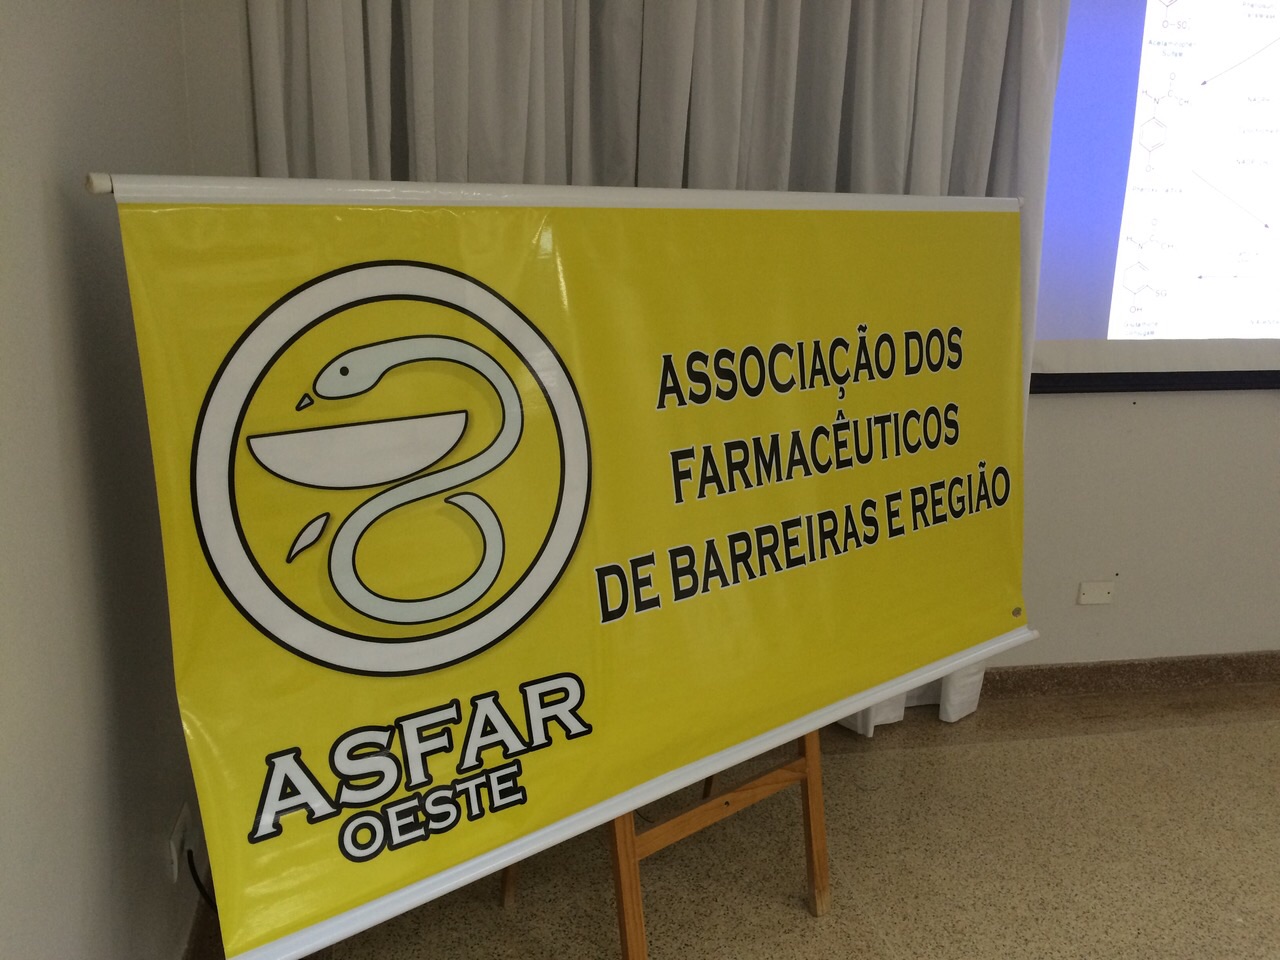 ASSOCIAÇÃO DOS
FARMACÊUTICOS
DE BARREIRAS E REGIÃO
ASFAR
OESTE